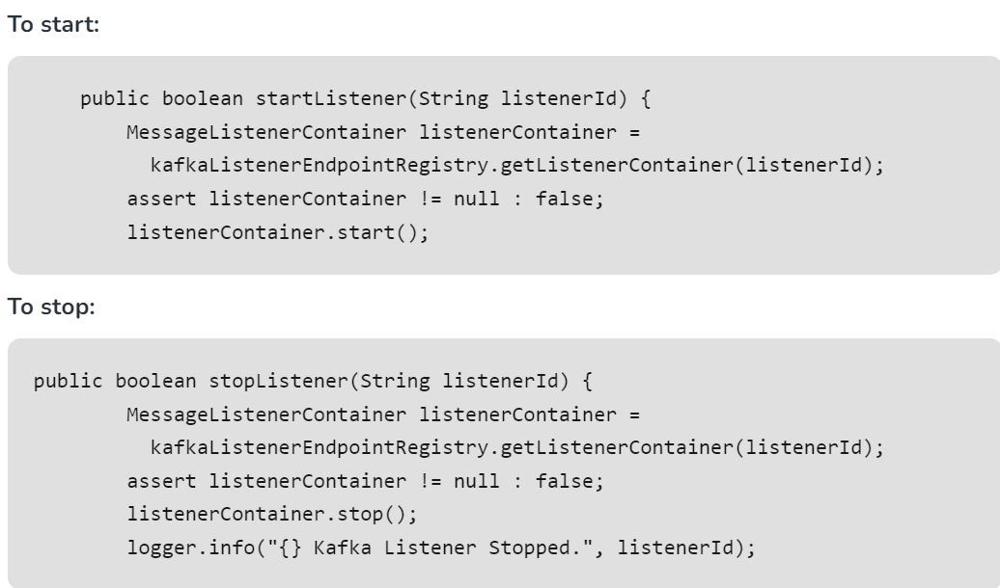 To start:
public boolean startListener(String listenerId) {
MessageListenerContainer listenerContainer =
kafkaListenerEndpointRegistry.getListenerContainer(listenerId);
assert listenerContainer != null : false;
listenerContainer.start();
To stop:
public boolean stopListener(String listenerId) {
MessageListenerContainer listenerContainer =
kafkaListenerEndpointRegistry.getListenerContainer(listenerId);
assert listenerContainer != null : false;
listenerContainer.stop();
logger.info("{} Kafka Listener Stopped.", listenerId);